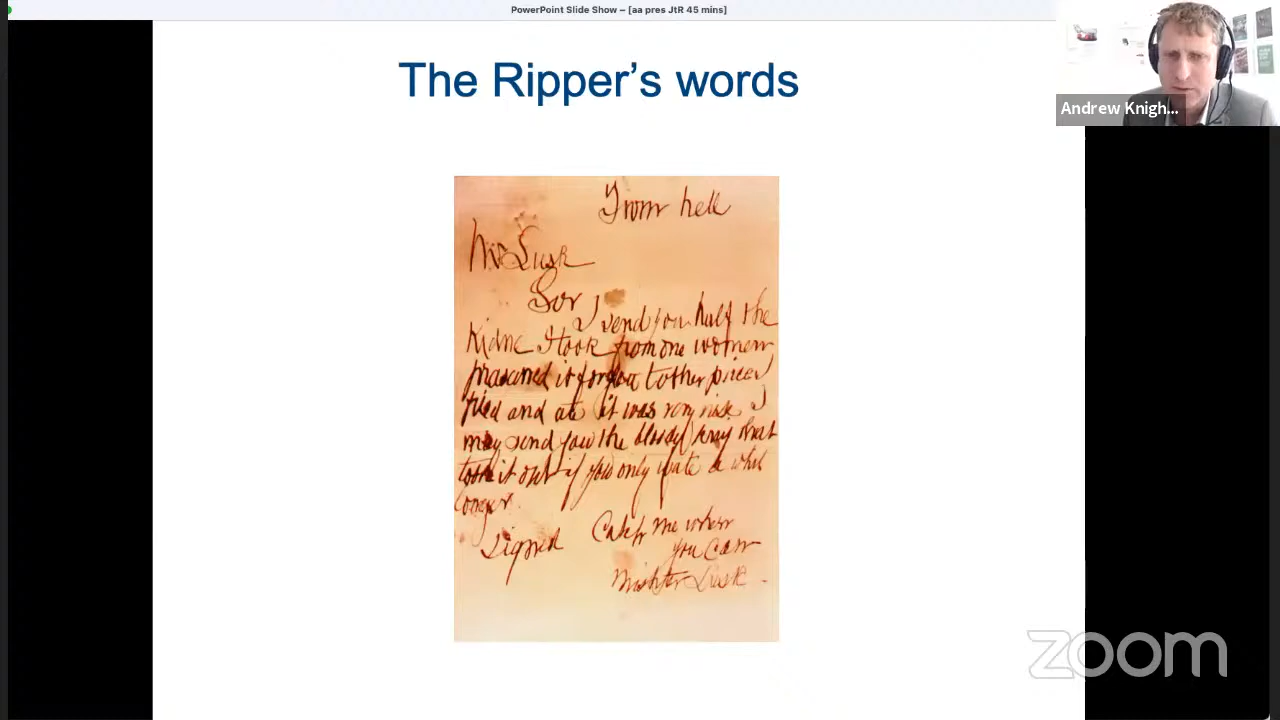 PowerPoint Slide Show – [aa pres JtR 45 mins]
The Ripper's words
Andrew Knigh...
From hell
Mr Lusk
Sor
I send you half the
Kidne I took from one women
prasarved it for you tother piece I
fried and ate it was very nise I
may send you the bloody knif that
took it out if you only wate a whil
longer
signed
Catch me when
you can
Mishter Lusk
zoom